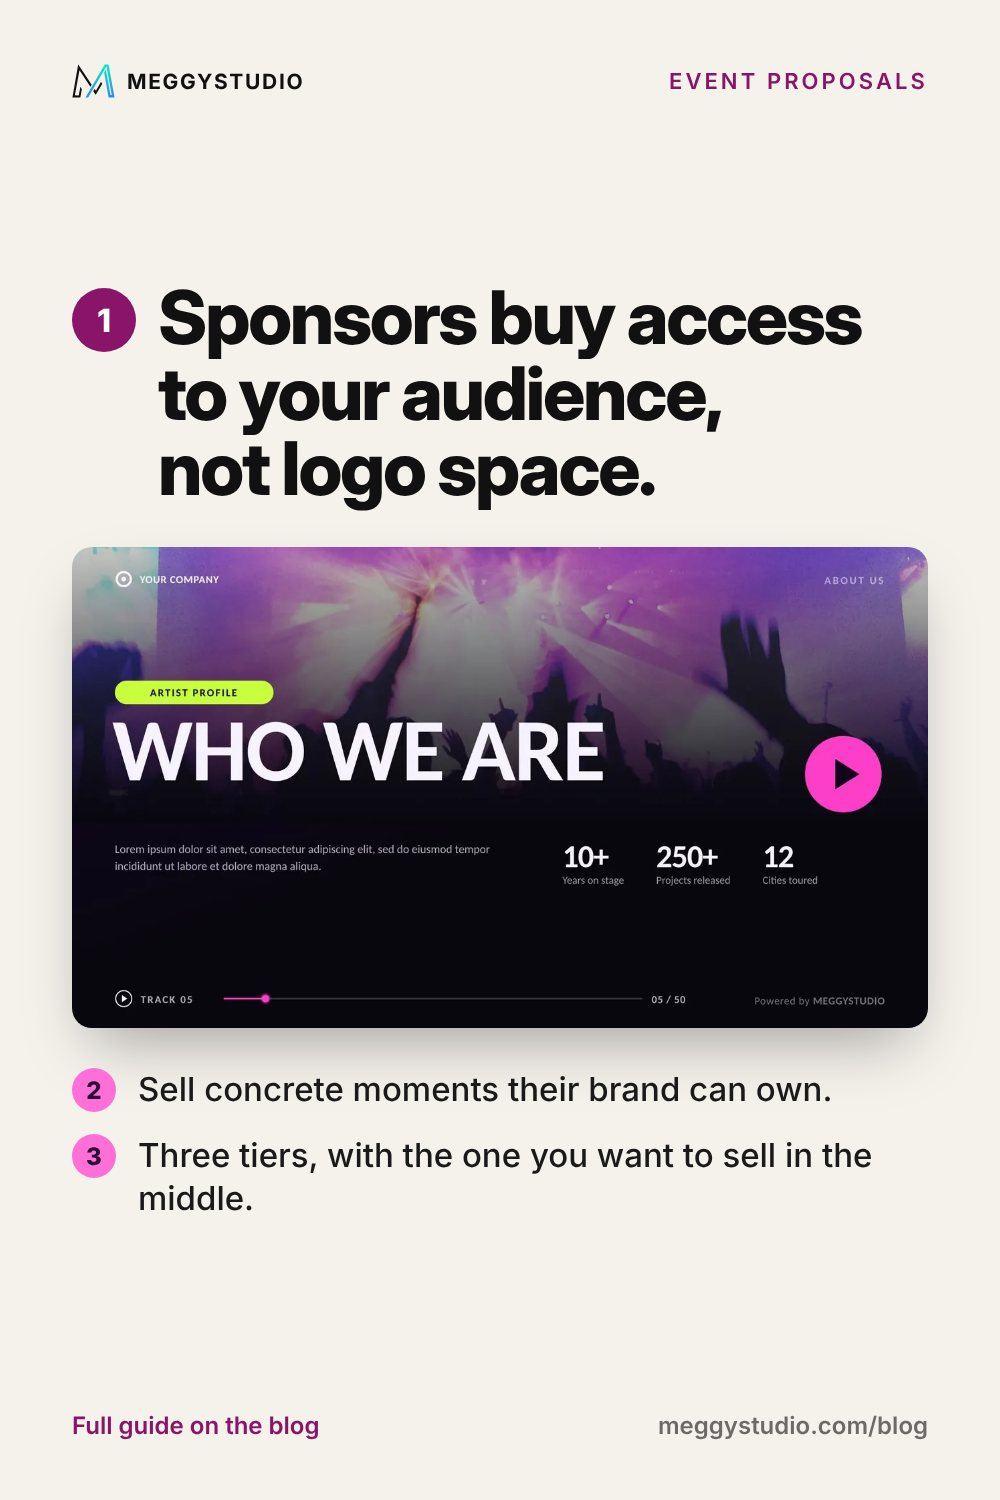 MEGGYSTUDIO
EVENT PROPOSALS
1
Sponsors buy access
to your audience,
not logo space.
YOUR COMPANY
ABOUT US
ARTIST PROFILE
WHO WE ARE
Lorem ipsum dolor sit amet, consectetur adipiscing elit, sed do eiusmod tempor
incididunt ut labore et dolore magna aliqua.
10+
Years on stage
250+
Projects released
12
Cities toured
TRACK 05
05 / 50
Powered by MEGGYSTUDIO
2 Sell concrete moments their brand can own.
3 Three tiers, with the one you want to sell in the
middle.
Full guide on the blog
meggystudio.com/blog